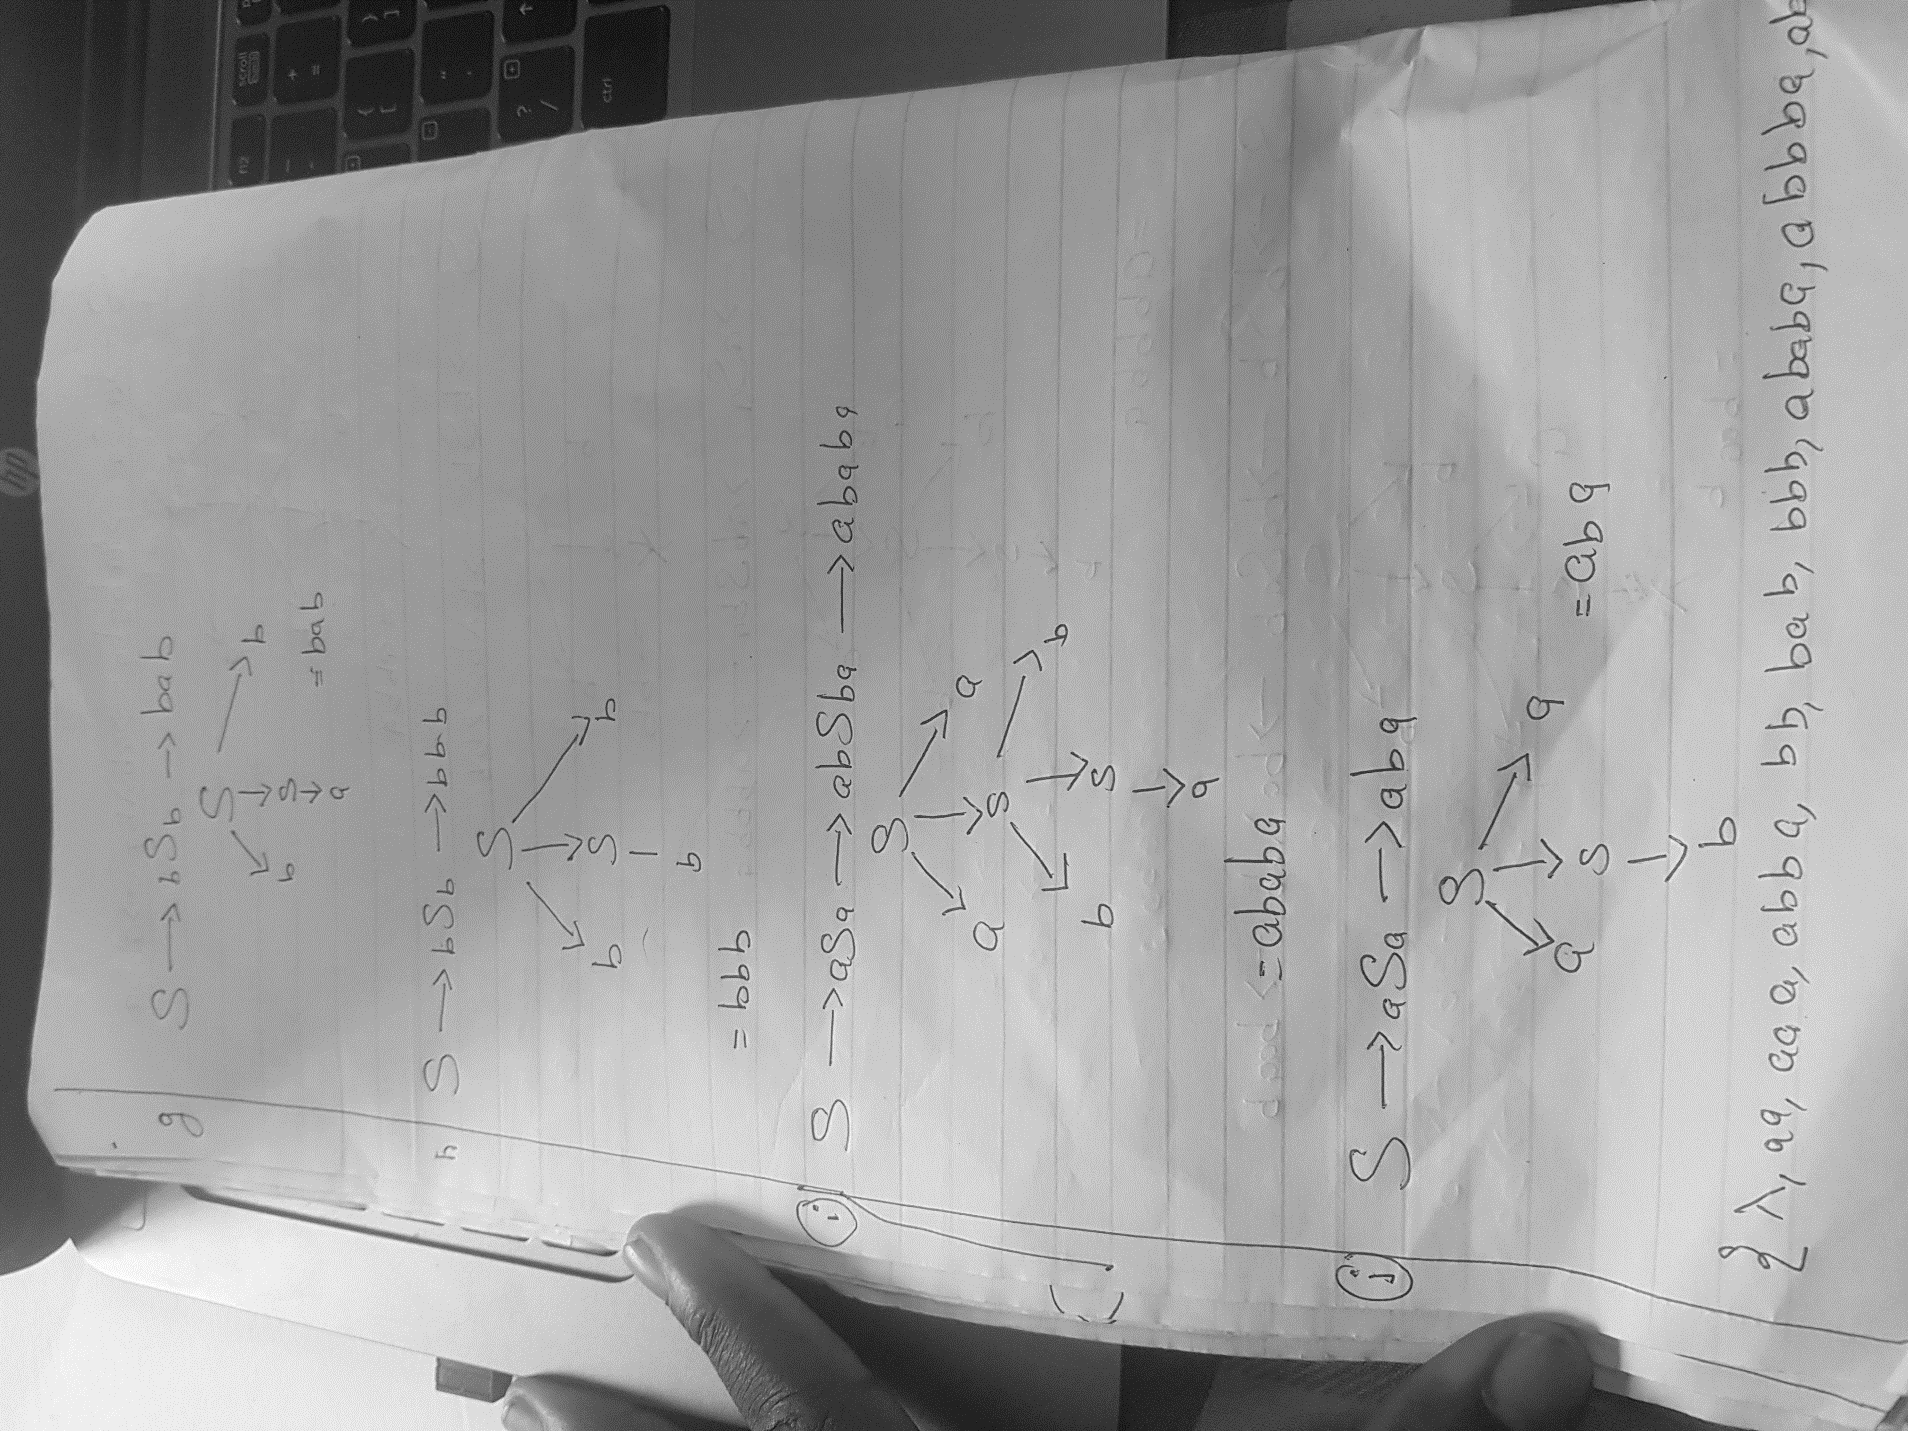 g S → bSb → bab
S
b S b
a
= bab
h S → bSb → bbb
S
b S b
b
= bbb
i S → aSa → abSba → ababa
S
a S a
b S b
a
= ababa
j S → aSa → aba
S
a S a
b
= aba
{ λ, aa, aaa, abba, bb, bab, bbb, ababa, abbba, ab
hp